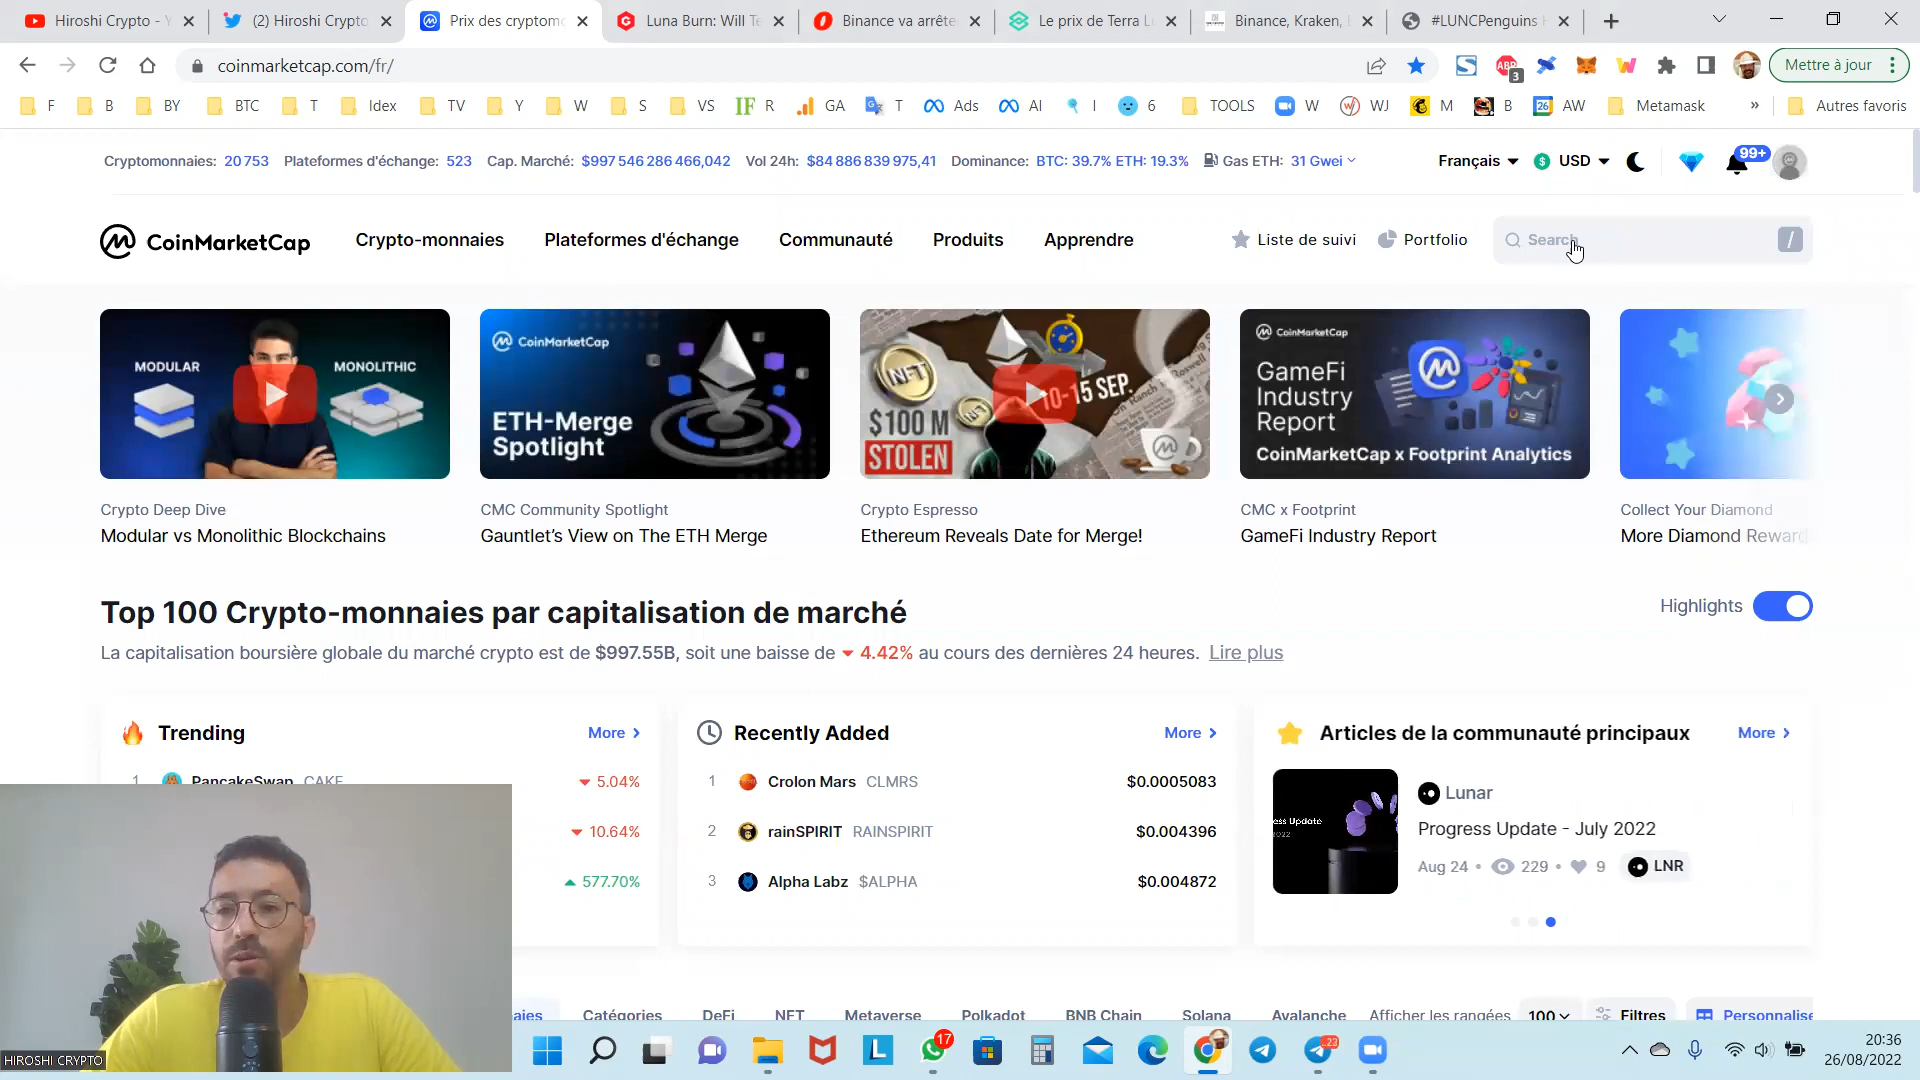 Hiroshi Crypto - Y
(2) Hiroshi Crypto
Prix des cryptomo
Luna Burn: Will Te
Binance va arrête
Le prix de Terra L
Binance, Kraken,
#LUNCPenguins
coinmarketcap.com/fr/
ABP
3
Mettre à jour
F
B
BY
BTC
T
Idex
TV
Y
W
S
VS
IF R
GA
T
Ads
AI
I
6
TOOLS
W
WJ
M
B
26 AW
Metamask
»
Autres favoris
Cryptomonnaies: 20 753 Plateformes d'échange: 523 Cap. Marché: $997 546 286 466,042 Vol 24h: $84 886 839 975,41 Dominance: BTC: 39.7% ETH: 19.3% Gas ETH: 31 Gwei
Français
USD
99+
CoinMarketCap
Crypto-monnaies
Plateformes d'échange
Communauté
Produits
Apprendre
Liste de suivi
Portfolio
Search
/
MODULAR
MONOLITHIC
CoinMarketCap
ETH-Merge
Spotlight
NFT
$100 M
STOLEN
10-15 SEP.
CoinMarketCap
GameFi
Industry
Report
CoinMarketCap x Footprint Analytics
Crypto Deep Dive
Modular vs Monolithic Blockchains
CMC Community Spotlight
Gauntlet's View on The ETH Merge
Crypto Espresso
Ethereum Reveals Date for Merge!
CMC x Footprint
GameFi Industry Report
Collect Your Diamond
More Diamond Reward
Top 100 Crypto-monnaies par capitalisation de marché
Highlights
La capitalisation boursière globale du marché crypto est de $997.55B, soit une baisse de 4.42% au cours des dernières 24 heures. Lire plus
Trending
More
1 PancakeSwap CAKE 5.04%
10.64%
577.70%
Recently Added
More
1 Crolon Mars CLMRS $0.0005083
2 rainSPIRIT RAINSPIRIT $0.004396
3 Alpha Labz $ALPHA $0.004872
Articles de la communauté principaux
More
ess Update
2022
Lunar
Progress Update - July 2022
Aug 24 • 229 • 9 LNR
aies
Catégories
DeFi
NFT
Metaverse
Polkadot
BNB Chain
Solana
Avalanche
Afficher les rangées
100
Filtres
Personnalise
HIROSHI CRYPTO
L
17
23
20:36
26/08/2022